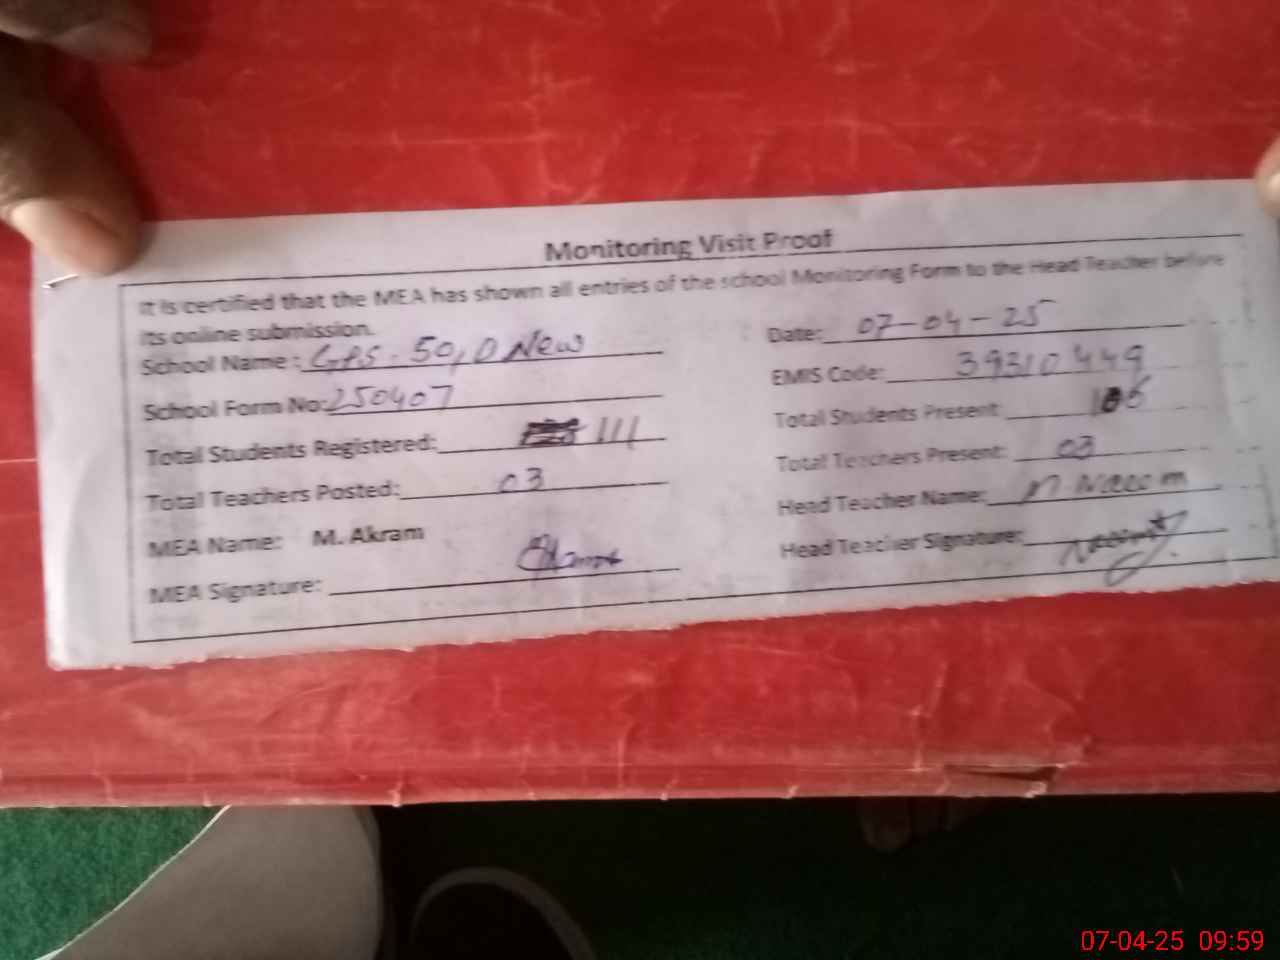 Monitoring Visit Proof
It is certified that the MEA has shown all entries of the school Monitoring Form to the Head Teacher before
its online submission.
School Name: GPS. 50, D New
Date: 07-04-25
School Form No: 250407
EMIS Code: 39310449
Total Students Registered: 111
Total Students Present: 106
Total Teachers Posted: 03
Total Teachers Present: 03
MEA Name: M. Akram
Head Teacher Name: M Naeem
MEA Signature:
Head Teacher Signature:
07-04-25 09:59